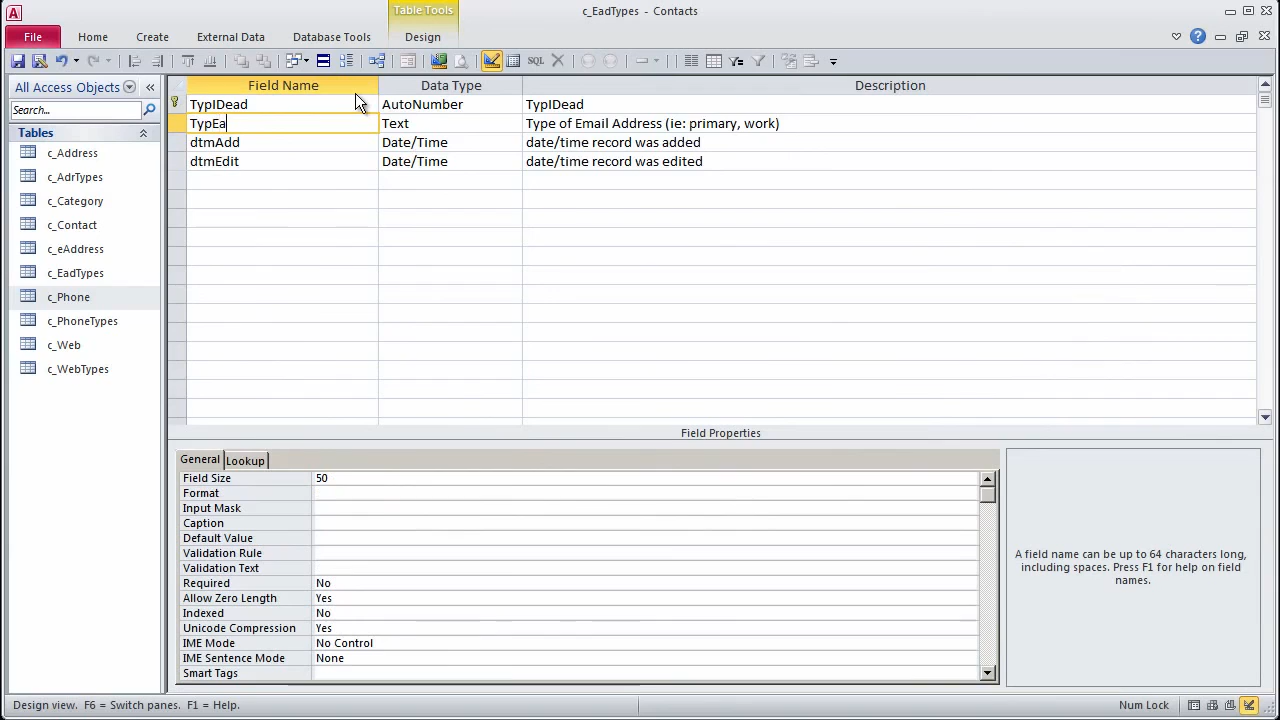 Table Tools
c_EadTypes - Contacts
File
Home
Create
External Data
Database Tools
Design
SQL
All Access Objects
Search...
Tables
c_Address
c_AdrTypes
c_Category
c_Contact
c_eAddress
c_EadTypes
c_Phone
c_PhoneTypes
c_Web
c_WebTypes
Field Name Data Type Description
TypIDead AutoNumber TypIDead
TypEa Text Type of Email Address (ie: primary, work)
dtmAdd Date/Time date/time record was added
dtmEdit Date/Time date/time record was edited
Field Properties
General Lookup
Field Size 50
Format
Input Mask
Caption
Default Value
Validation Rule
Validation Text
Required No
Allow Zero Length Yes
Indexed No
Unicode Compression Yes
IME Mode No Control
IME Sentence Mode None
Smart Tags
A field name can be up to 64 characters long,
including spaces. Press F1 for help on field
names.
Design view. F6 = Switch panes. F1 = Help.
Num Lock
SQL